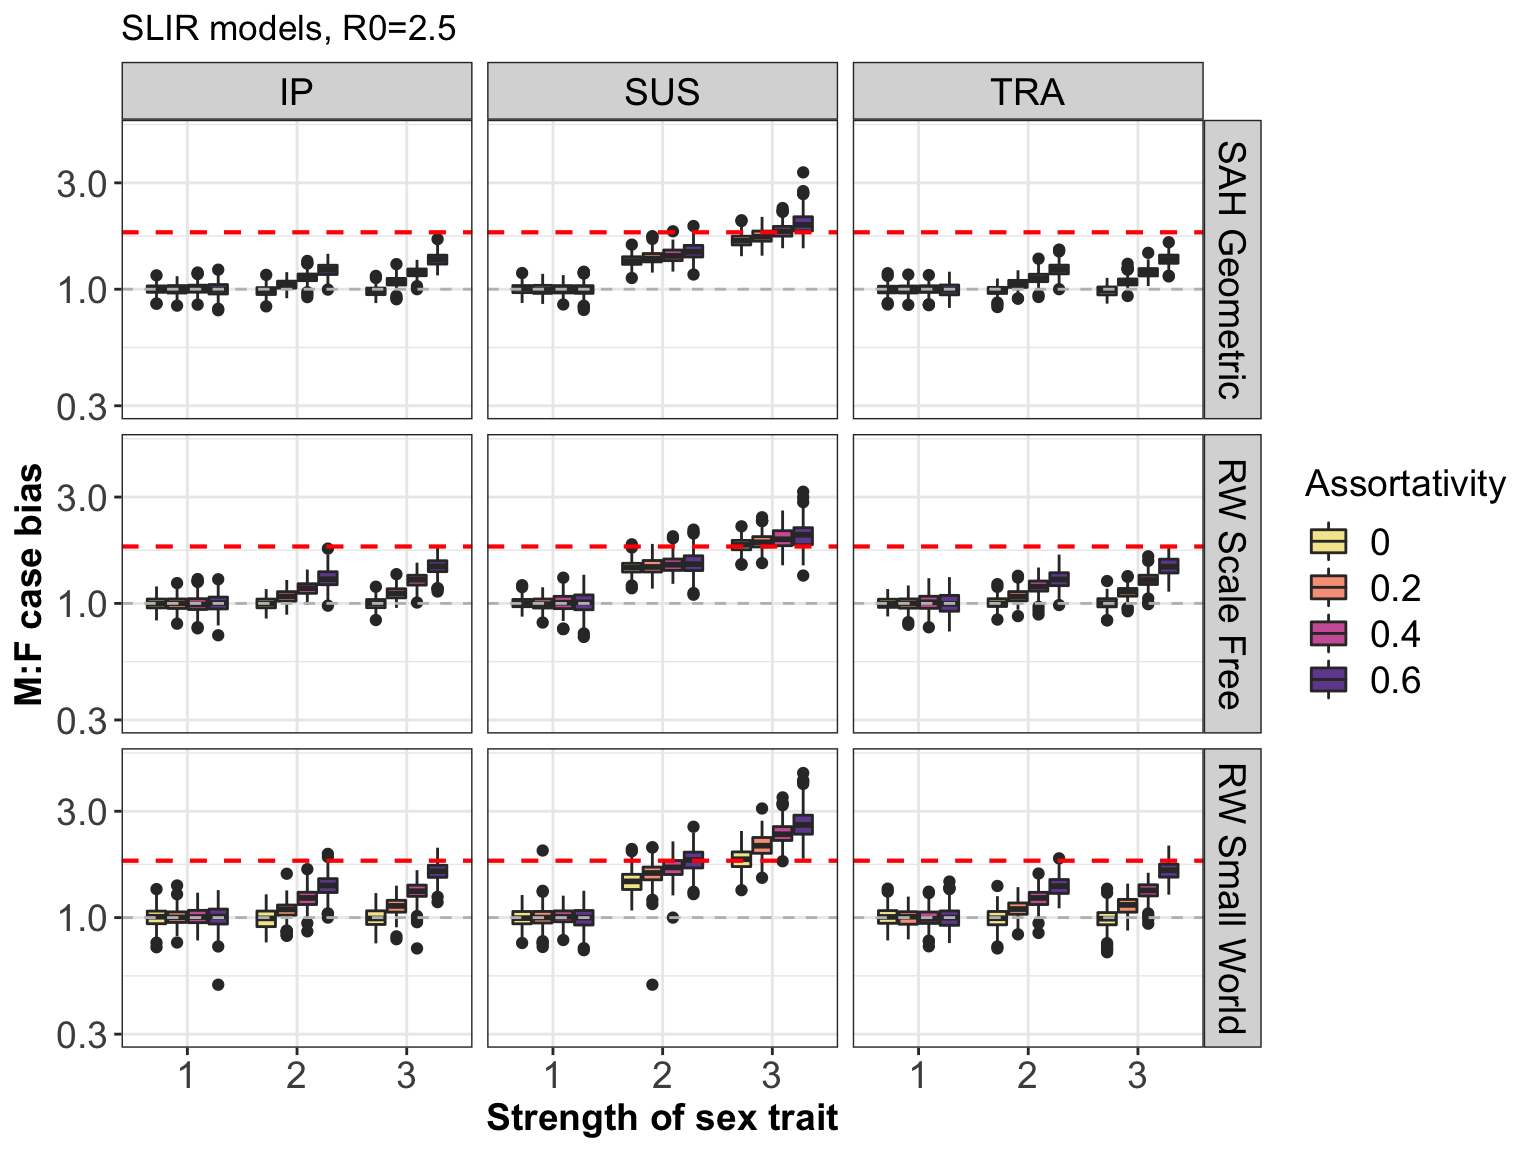 SLIR models, R0=2.5
IP
SUS
TRA
3.0
1.0
0.3
SAH Geometric
3.0
1.0
0.3
RW Scale Free
3.0
1.0
0.3
RW Small World
M:F case bias
1
2
3
1
2
3
1
2
3
Strength of sex trait
Assortativity
0
0.2
0.4
0.6